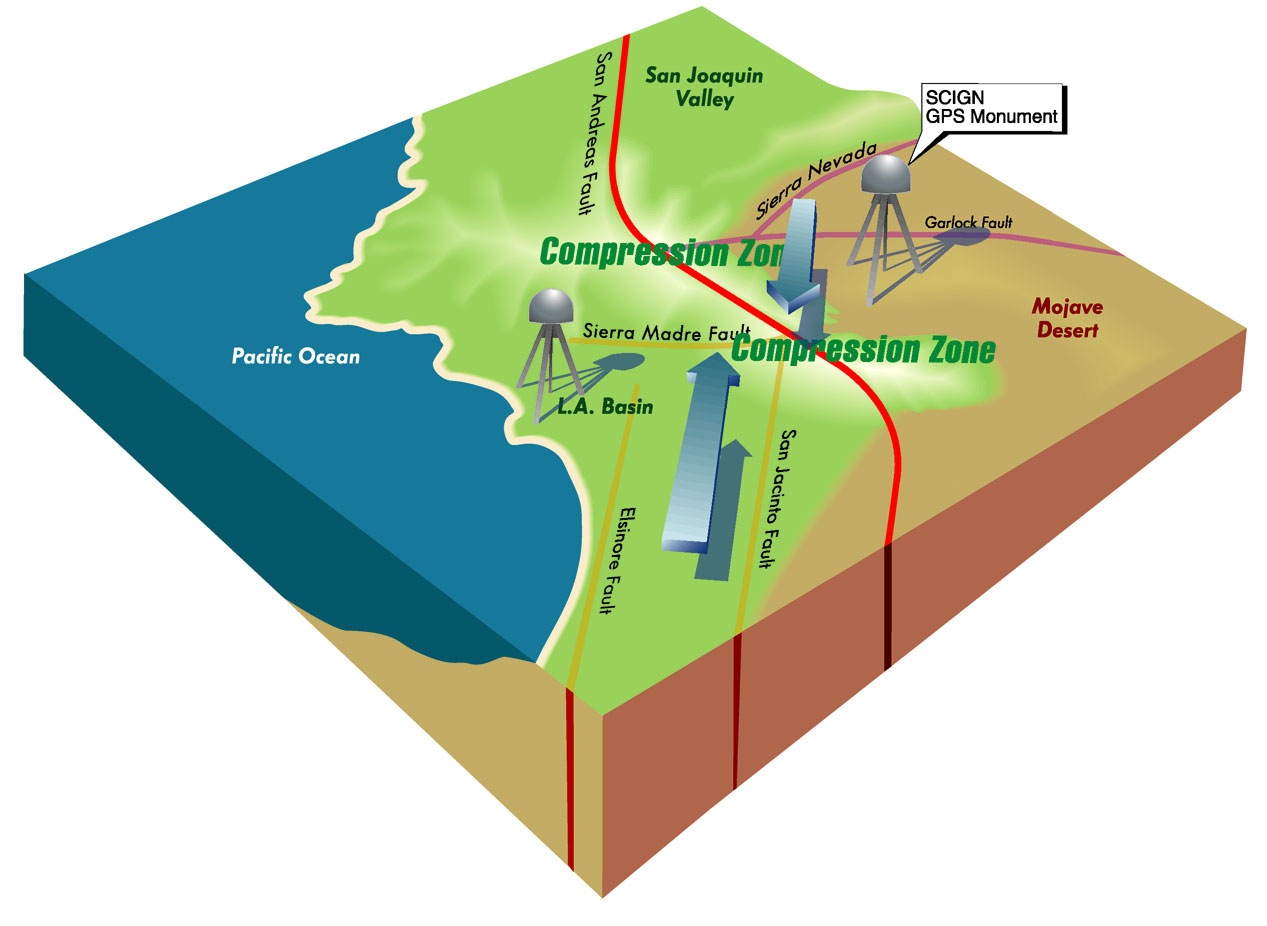 San Joaquin
Valley
SCIGN
GPS Monument
San Andreas Fault
Sierra Nevada
Garlock Fault
Compression Zon
Mojave
Desert
Sierra Madre Fault
Compression Zone
Pacific Ocean
L.A. Basin
San Jacinto Fault
Elsinore Fault